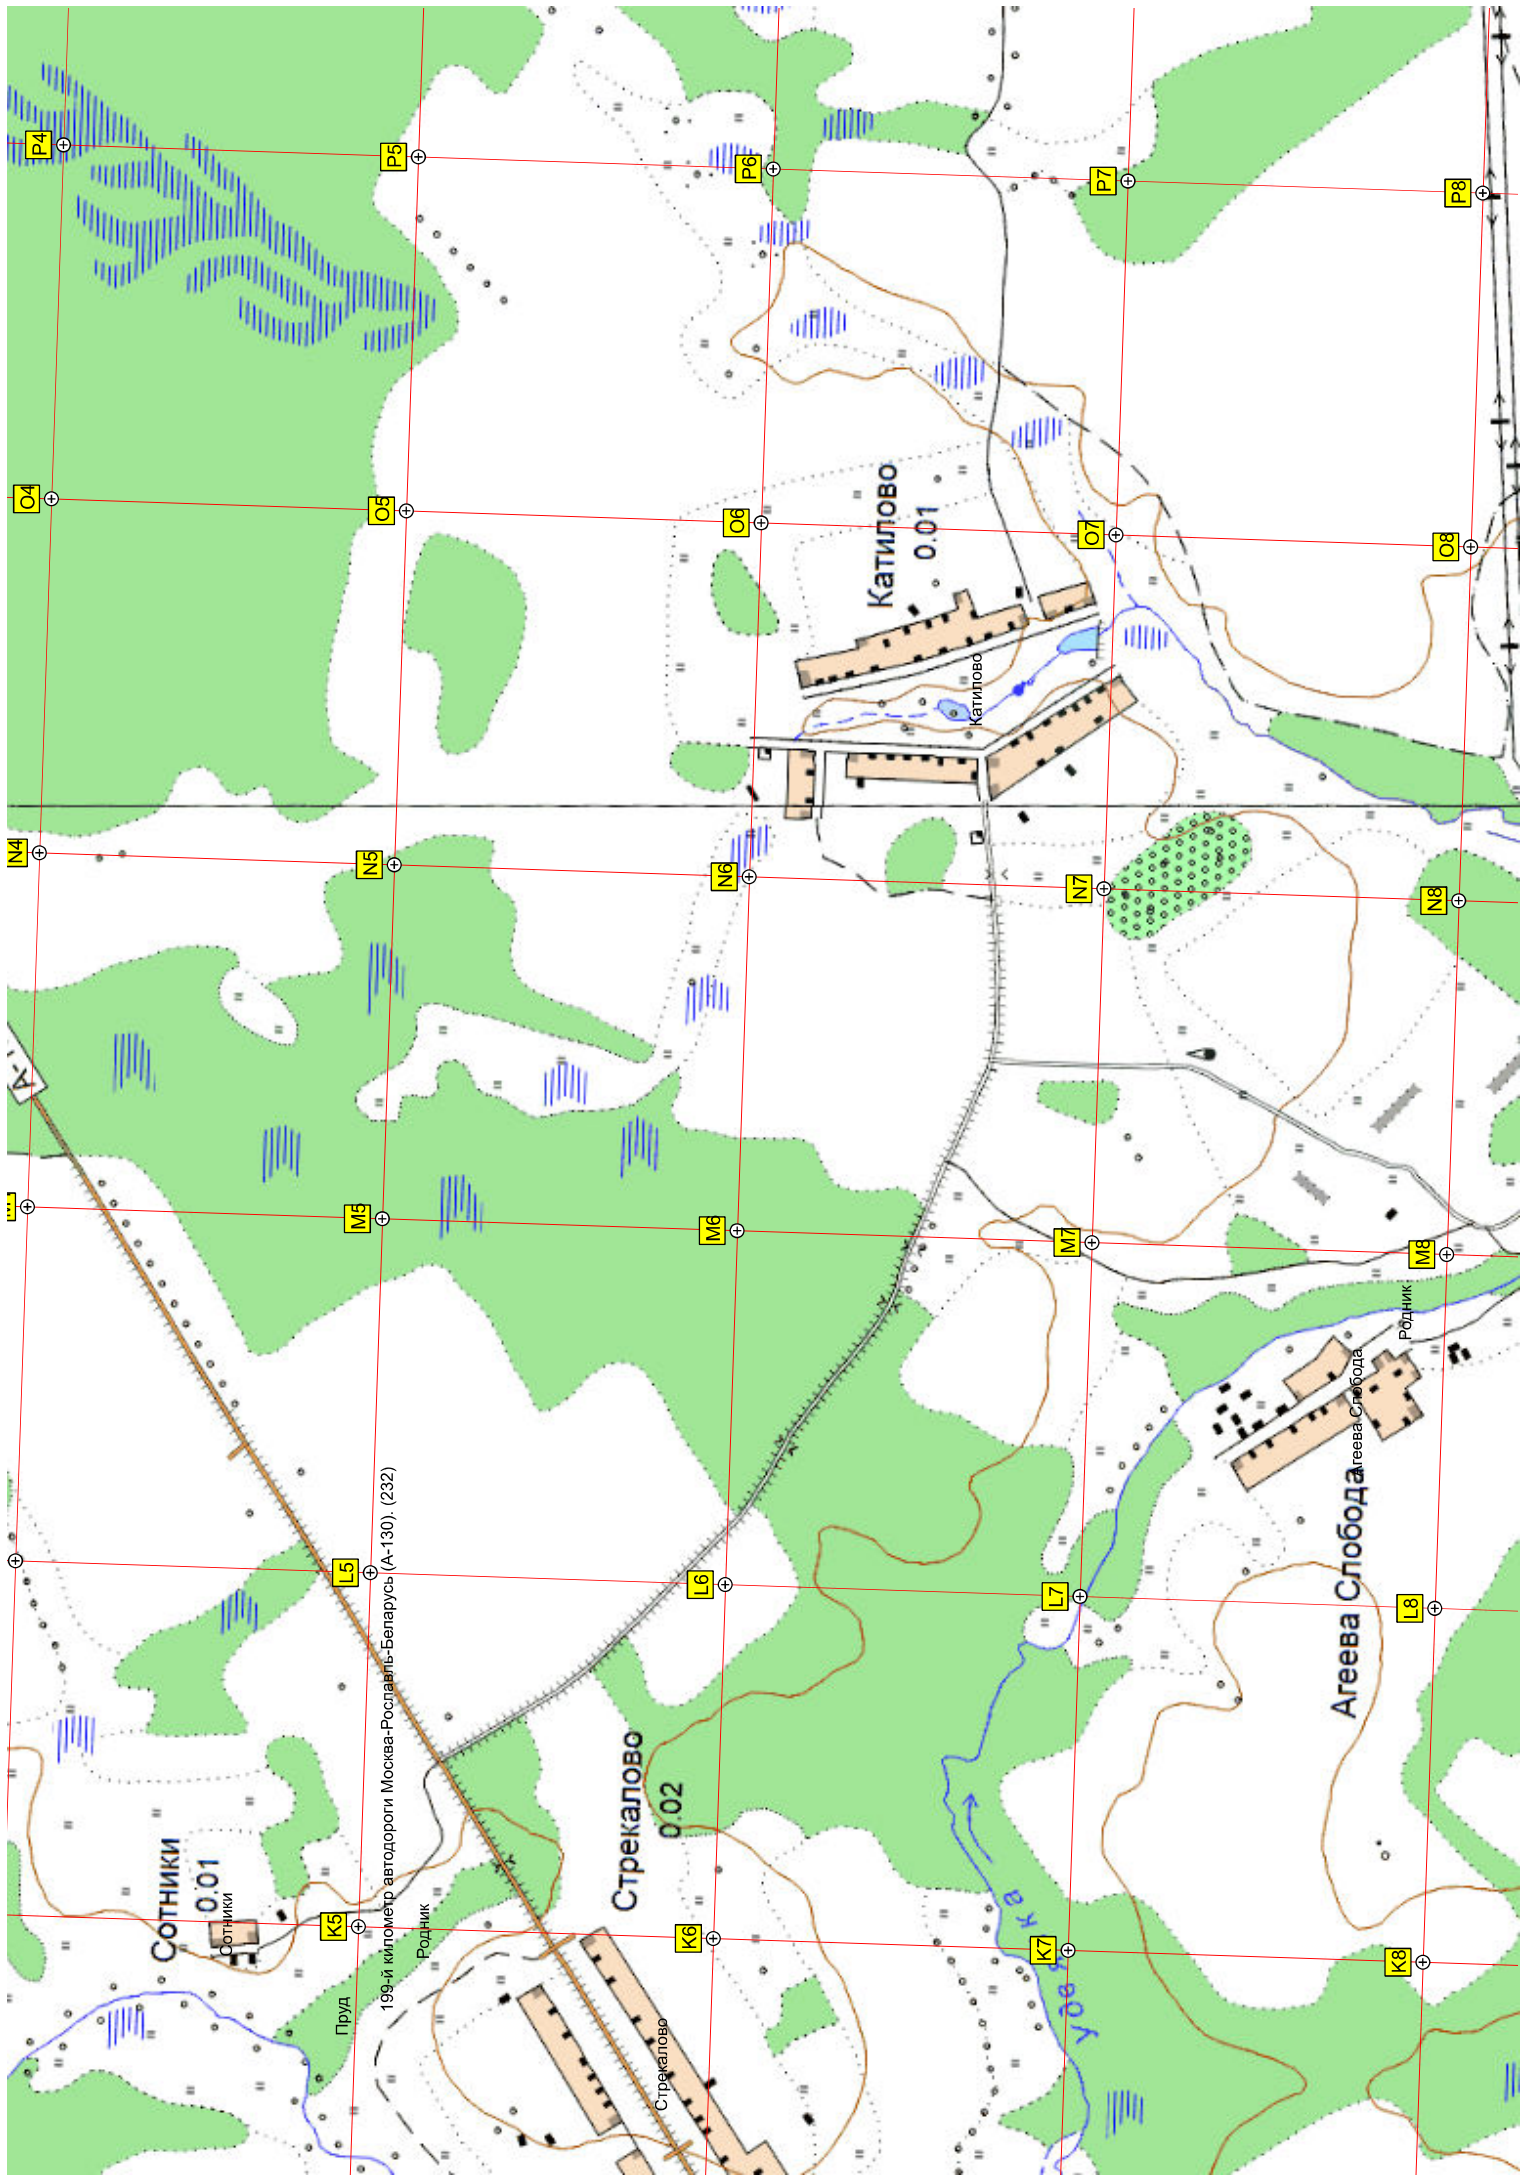 P4
P5
P6
P7
P8
O4
O5
O6
O7
O8
Катилово
0.01
Катилово
N4
N5
N6
N7
N8
А-
M5
M6
M7
M8
Родник
Агеева Слобода
Агеева Слобода
L5
L6
L7
L8
199-й километр автодороги Москва-Рославль-Беларусь (А-130). (232)
Стрекалово
0.02
Сотники
0.01
Сотники
K5
K6
K7
K8
Родник
Пруд
Стрекалово